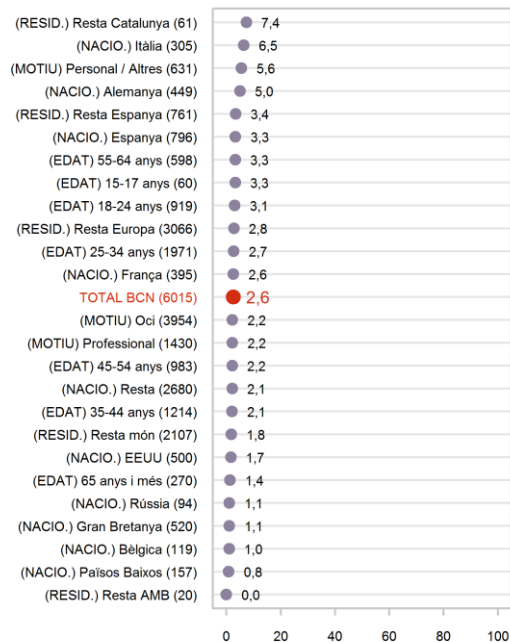 (RESID.) Resta Catalunya (61) 7,4
(NACIO.) Itàlia (305) 6,5
(MOTIU) Personal / Altres (631) 5,6
(NACIO.) Alemanya (449) 5,0
(RESID.) Resta Espanya (761) 3,4
(NACIO.) Espanya (796) 3,3
(EDAT) 55-64 anys (598) 3,3
(EDAT) 15-17 anys (60) 3,3
(EDAT) 18-24 anys (919) 3,1
(RESID.) Resta Europa (3066) 2,8
(EDAT) 25-34 anys (1971) 2,7
(NACIO.) França (395) 2,6
TOTAL BCN (6015) 2,6
(MOTIU) Oci (3954) 2,2
(MOTIU) Professional (1430) 2,2
(EDAT) 45-54 anys (983) 2,2
(NACIO.) Resta (2680) 2,1
(EDAT) 35-44 anys (1214) 2,1
(RESID.) Resta món (2107) 1,8
(NACIO.) EEUU (500) 1,7
(EDAT) 65 anys i més (270) 1,4
(NACIO.) Rússia (94) 1,1
(NACIO.) Gran Bretanya (520) 1,1
(NACIO.) Bèlgica (119) 1,0
(NACIO.) Països Baixos (157) 0,8
(RESID.) Resta AMB (20) 0,0
0 20 40 60 80 100